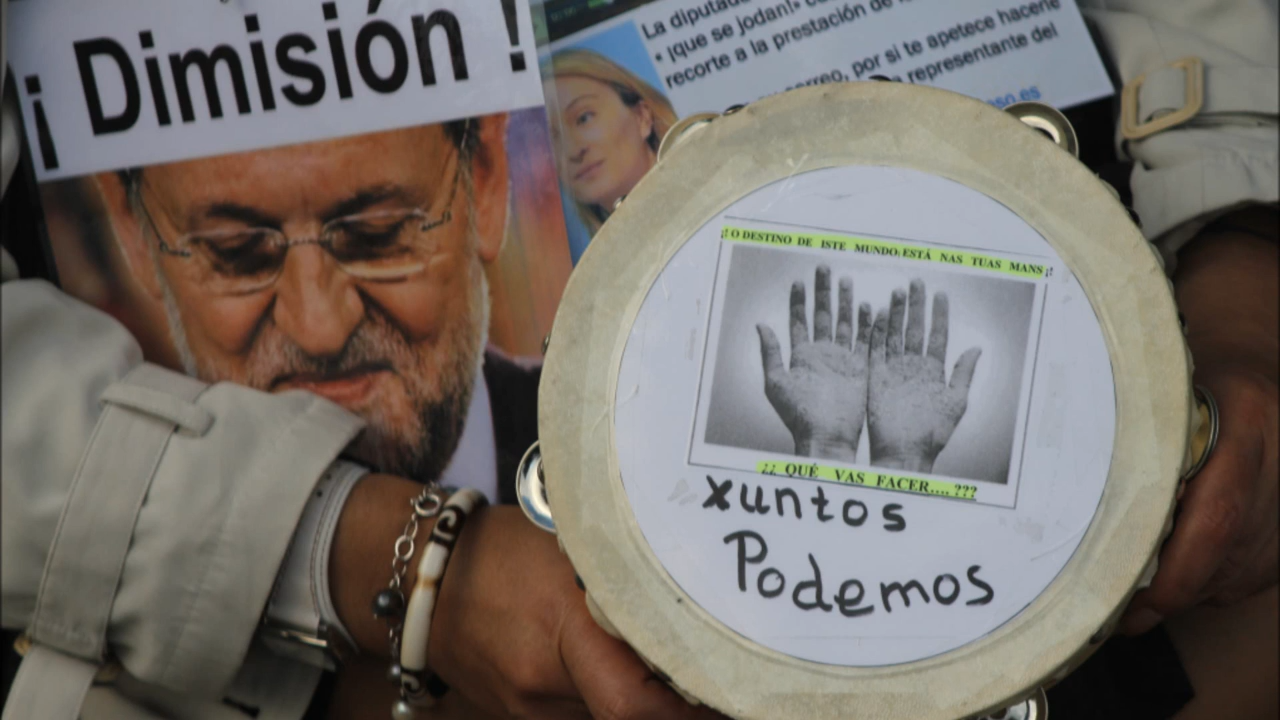 ¡ Dimisión !
La diputada
• ¡que se jodan!•
recorte a la prestación de
correo, por si te apetece hacerle
representante del
¡! O DESTINO DE ISTE MUNDO ESTÁ NAS TUAS MANS ¡!
¿¿ QUÉ VAS FACER.... ???
xuntos
Podemos